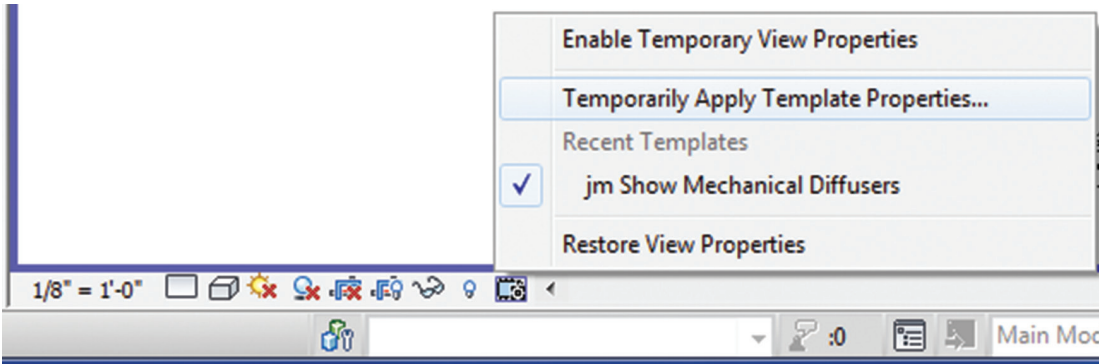 Enable Temporary View Properties
Temporarily Apply Template Properties...
Recent Templates
jm Show Mechanical Diffusers
Restore View Properties
1/8" = 1'-0"
:0
Main Mod